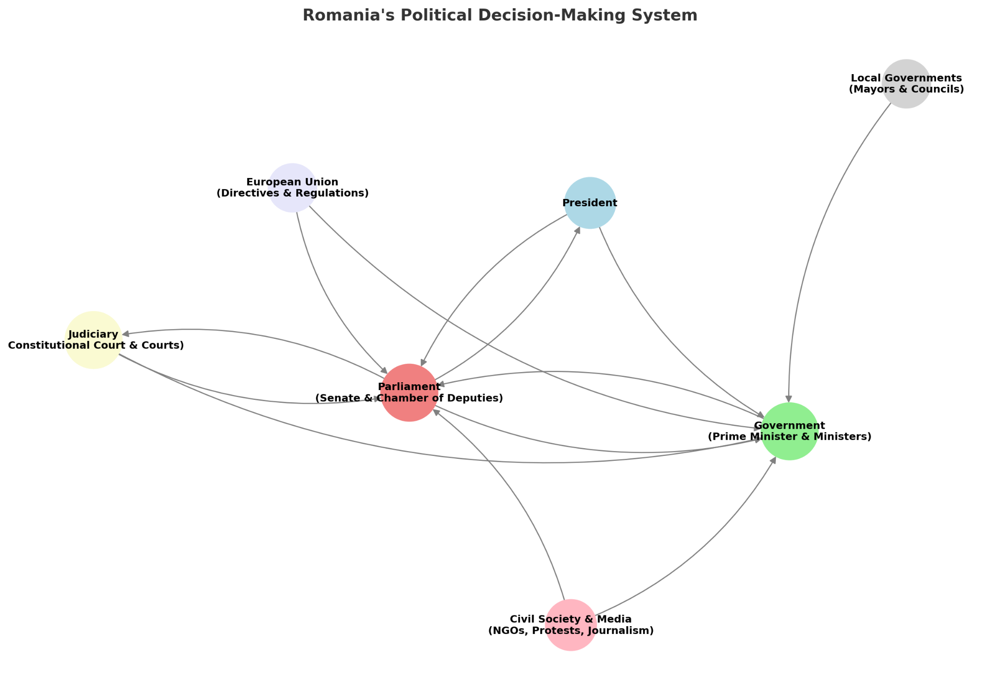 Romania's Political Decision-Making System
Local Governments
(Mayors & Councils)
European Union
(Directives & Regulations)
President
Judiciary
Constitutional Court & Courts)
Parliament
(Senate & Chamber of Deputies)
Government
(Prime Minister & Ministers)
Civil Society & Media
(NGOs, Protests, Journalism)